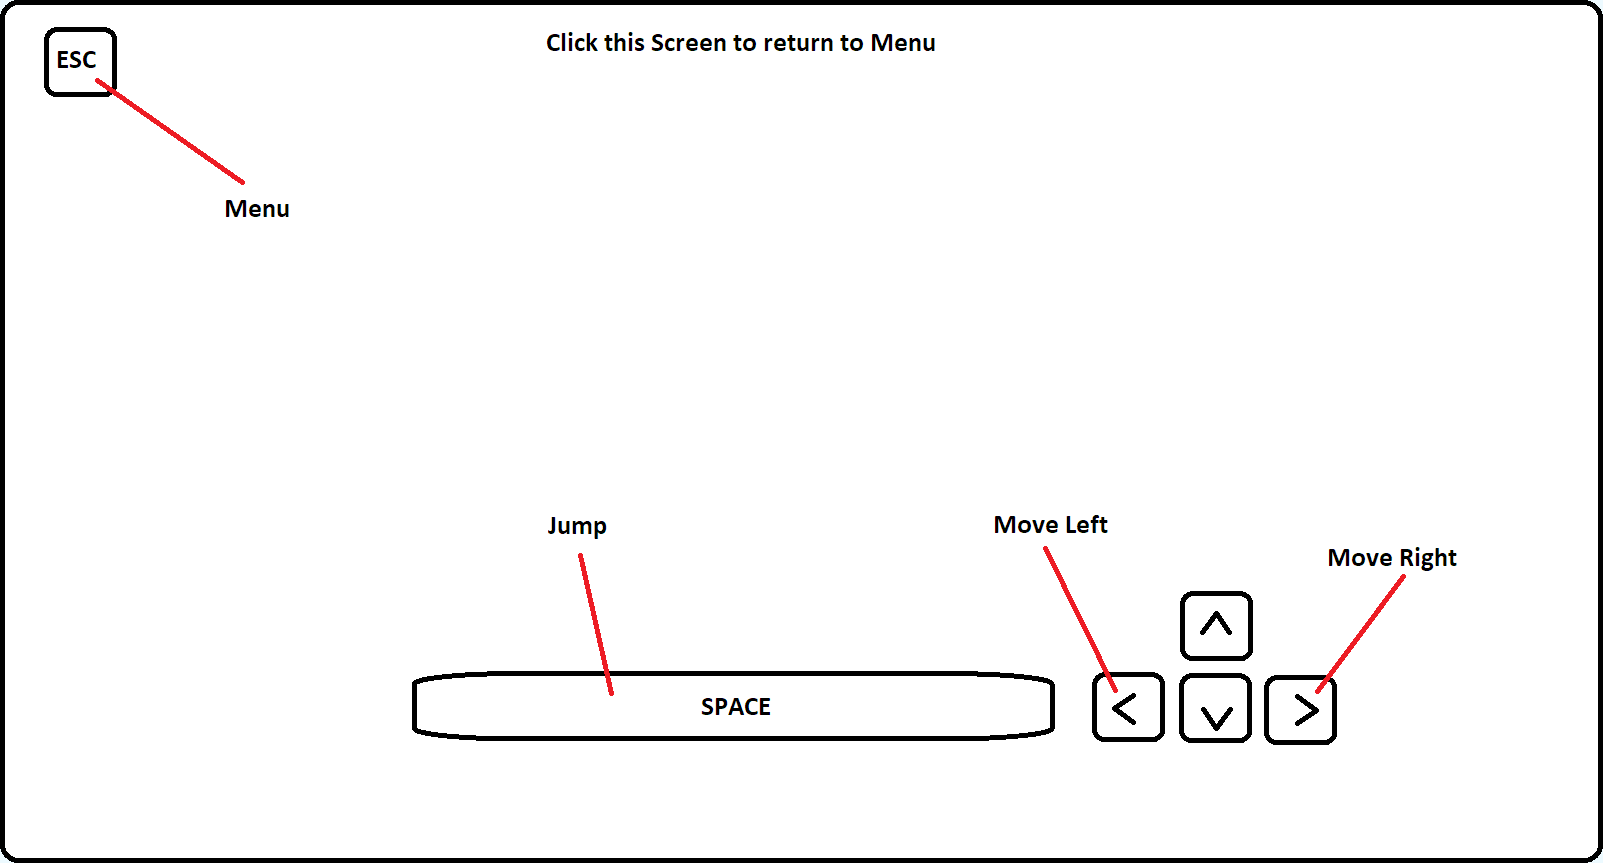 Click this Screen to return to Menu
ESC
Menu
Jump
Move Left
Move Right
SPACE